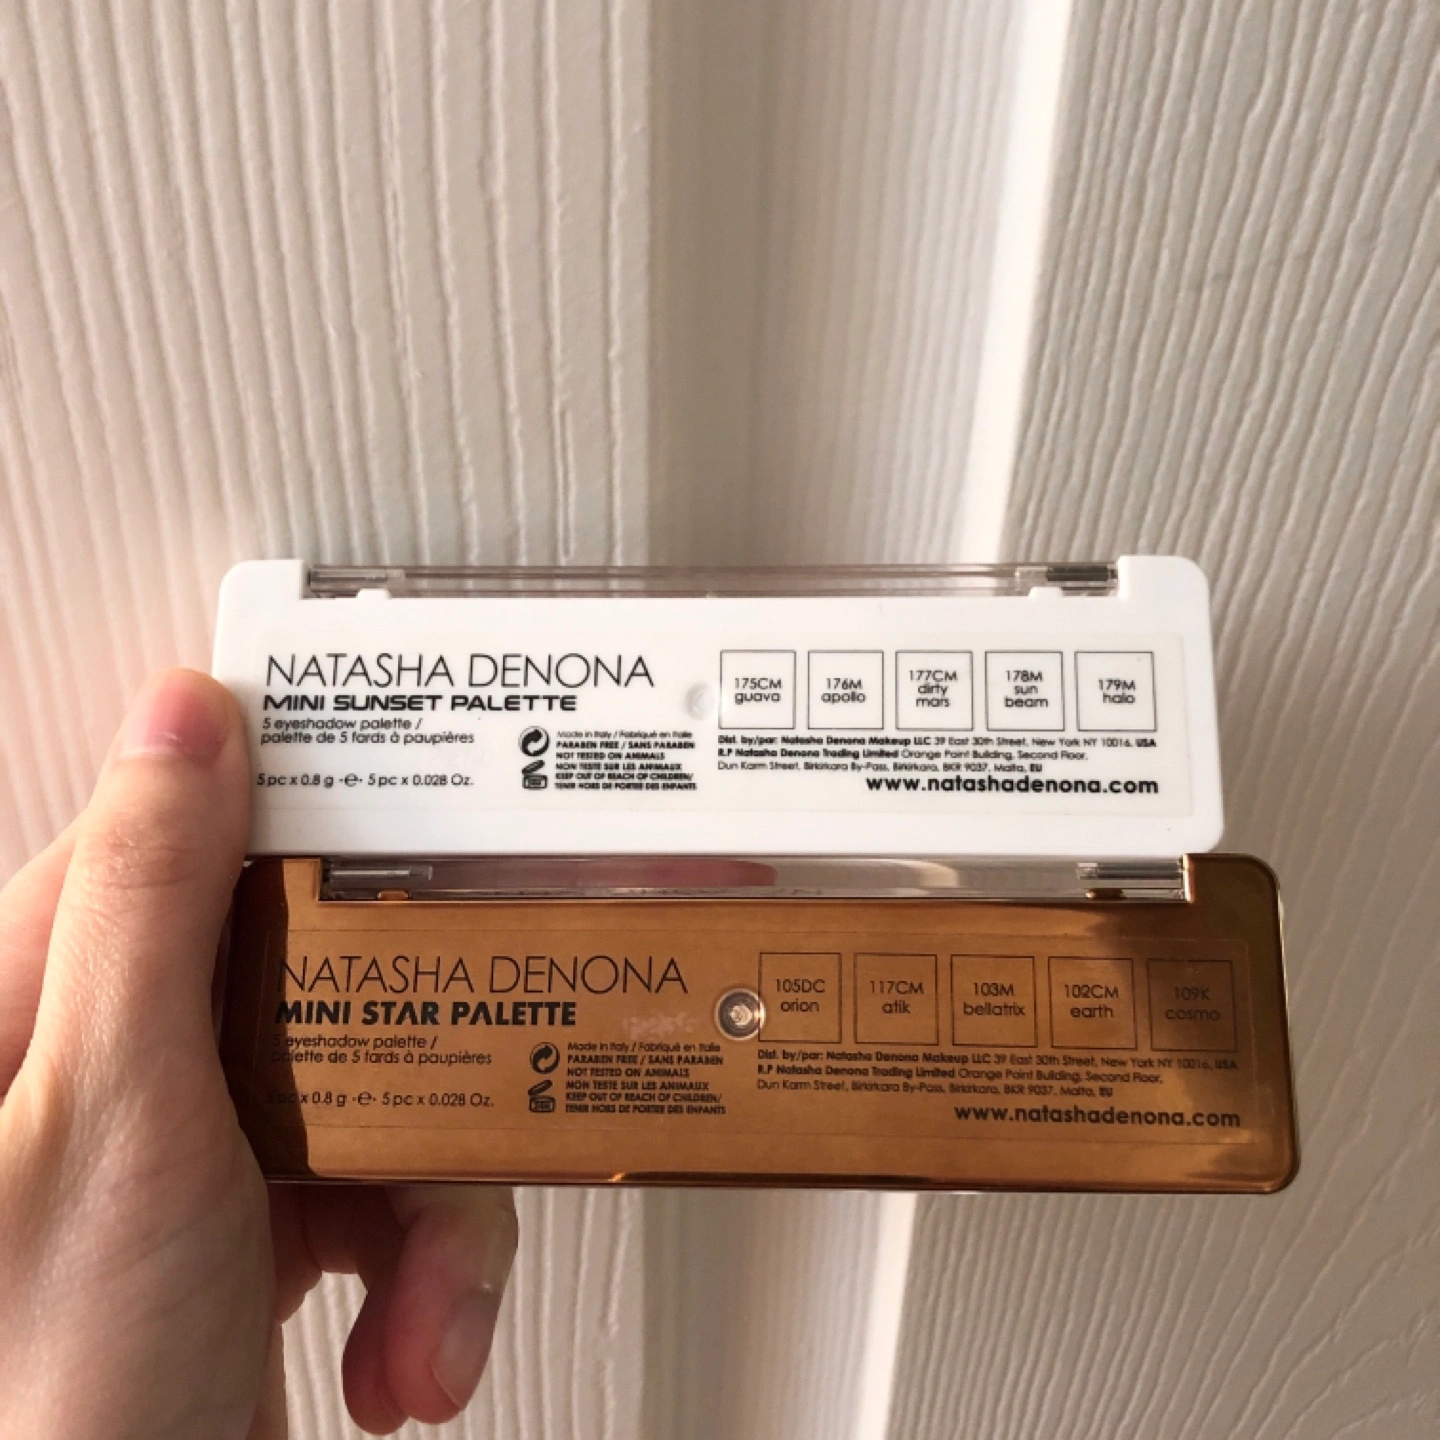 NATASHA DENONA
MINI SUNSET PALETTE
5 eyeshadow palette /
palette de 5 fards à paupières
5 pc x 0.8 g -e- 5 pc x 0.028 Oz.
Made in Italy / Fabriqué en Italie
PARABEN FREE / SANS PARABEN
NOT TESTED ON ANIMALS
NON TESTE SUR LES ANIMAUX
KEEP OUT OF REACH OF CHILDREN/
TENIR HORS DE PORTEE DES ENFANTS
175CM
guava
176M
apollo
177CM
dirty
mars
178M
sun
beam
179M
halo
Dist. by/par: Natasha Denona Makeup LLC 39 East 30th Street, New York NY 10016, USA
R.P Natasha Denona Trading Limited Orange Point Building, Second Floor,
Dun Karm Street, Birkirkara By-Pass, Birkirkara, BKR 9037, Malta, EU
www.natashadenona.com
NATASHA DENONA
MINI STAR PALETTE
5 eyeshadow palette /
palette de 5 fards à paupières
5 pc x 0.8 g -e- 5 pc x 0.028 Oz.
Made in Italy / Fabriqué en Italie
PARABEN FREE / SANS PARABEN
NOT TESTED ON ANIMALS
NON TESTE SUR LES ANIMAUX
KEEP OUT OF REACH OF CHILDREN/
TENIR HORS DE PORTEE DES ENFANTS
105DC
orion
117CM
atik
103M
bellatrix
102CM
earth
109K
cosmo
Dist. by/par: Natasha Denona Makeup LLC 39 East 30th Street, New York NY 10016, USA
R.P Natasha Denona Trading Limited Orange Point Building, Second Floor,
Dun Karm Street, Birkirkara By-Pass, Birkirkara, BKR 9037, Malta, EU
www.natashadenona.com